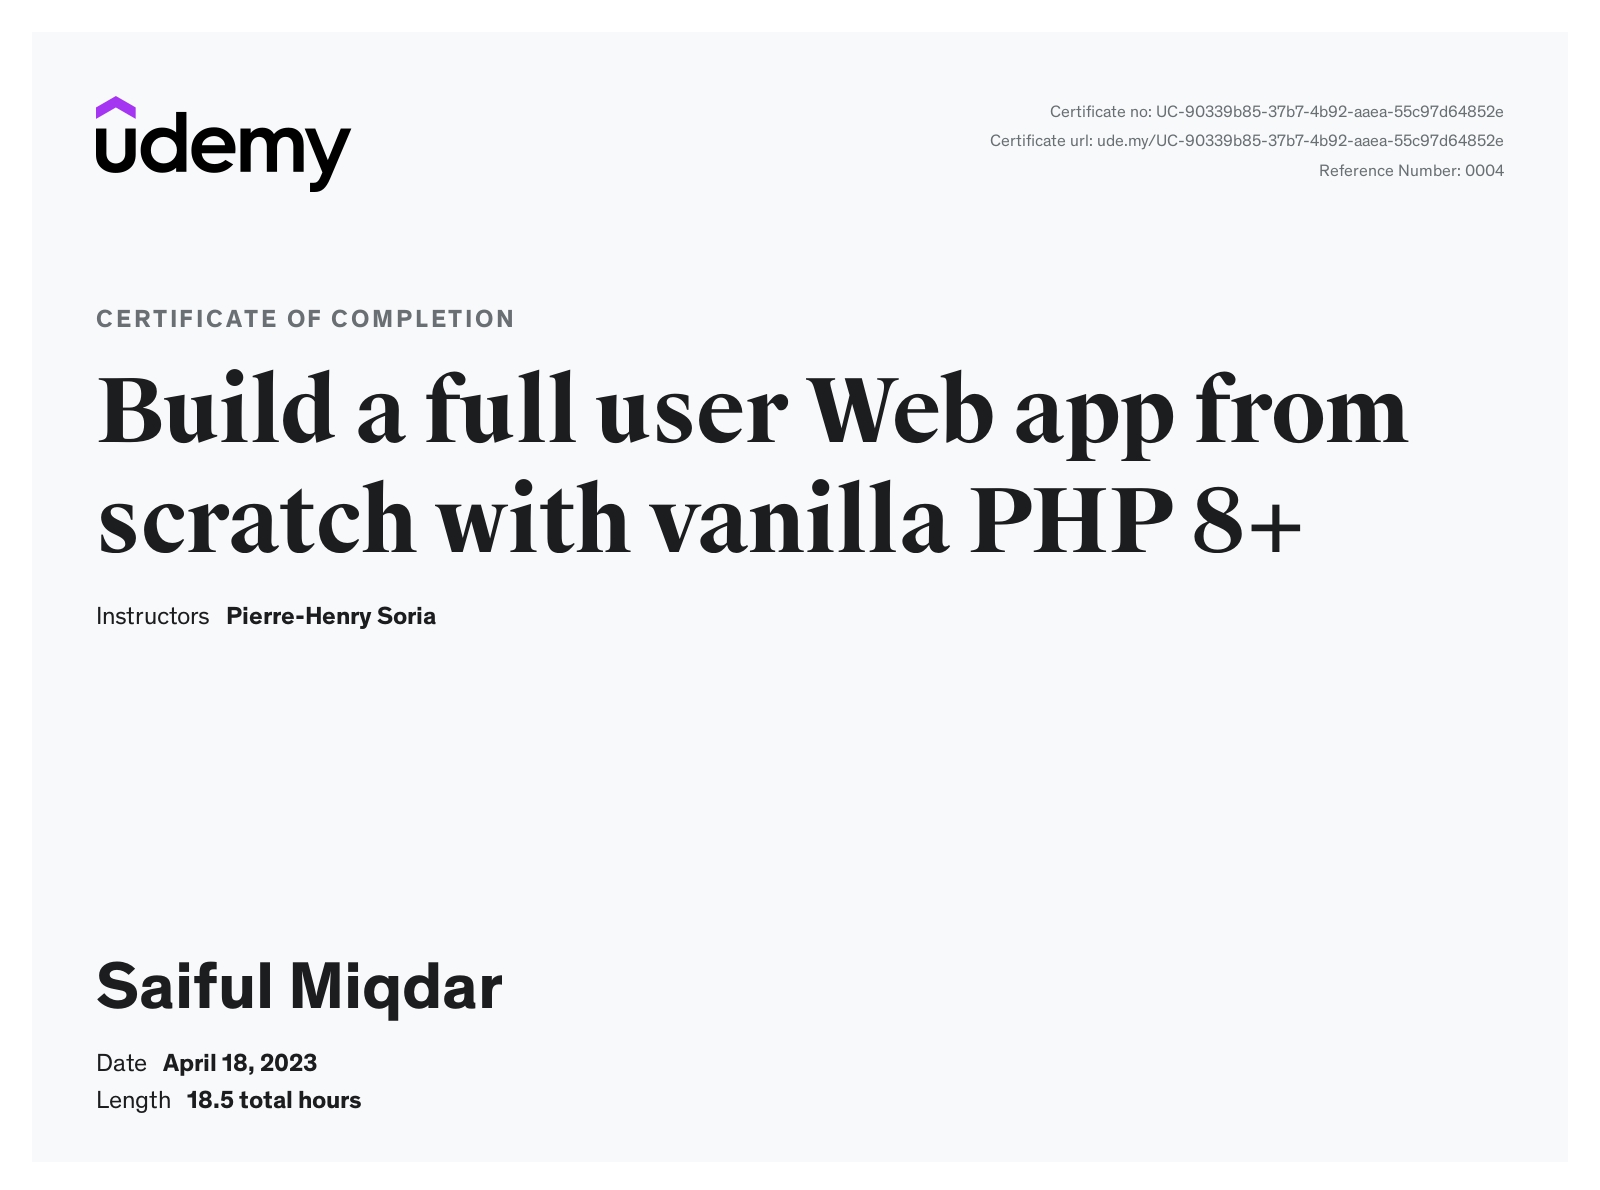 udemy
Certificate no: UC-90339b85-37b7-4b92-aaea-55c97d64852e
Certificate url: ude.my/UC-90339b85-37b7-4b92-aaea-55c97d64852e
Reference Number: 0004
CERTIFICATE OF COMPLETION
Build a full user Web app from
scratch with vanilla PHP 8+
Instructors Pierre-Henry Soria
Saiful Miqdar
Date April 18, 2023
Length 18.5 total hours